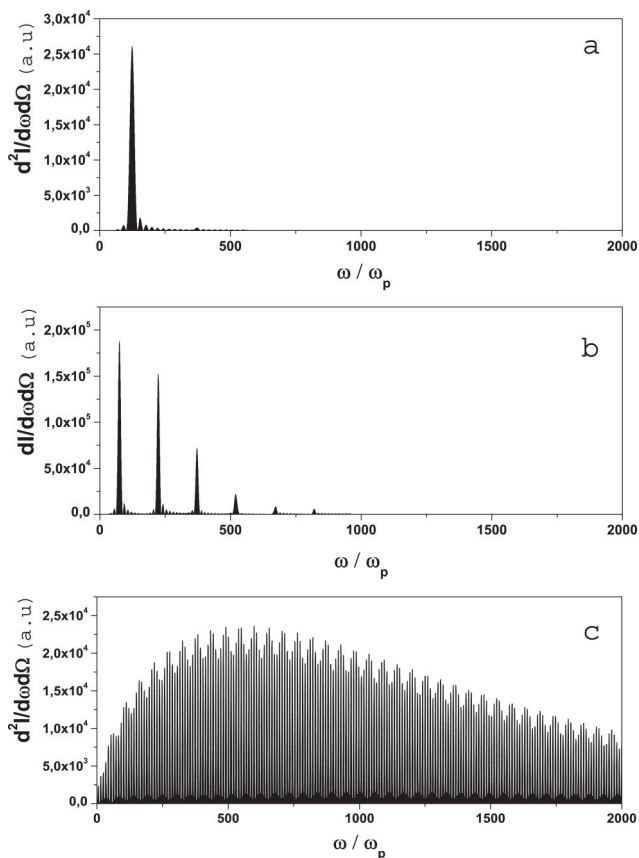 3,0x10⁴
a
2,5x10⁴
2,0x10⁴
1,5x10⁴
1,0x10⁴
5,0x10³
0,0
d²I/dωdΩ (a.u)
0 500 1000 1500 2000
ω / ωₚ
b
2,0x10⁵
1,5x10⁵
1,0x10⁵
5,0x10⁴
0,0
dI/dωdΩ (a.u)
0 500 1000 1500 2000
ω / ωₚ
c
2,5x10⁴
2,0x10⁴
1,5x10⁴
1,0x10⁴
5,0x10³
0,0
d²I/dωdΩ (a.u)
0 500 1000 1500 2000
ω / ωₚ